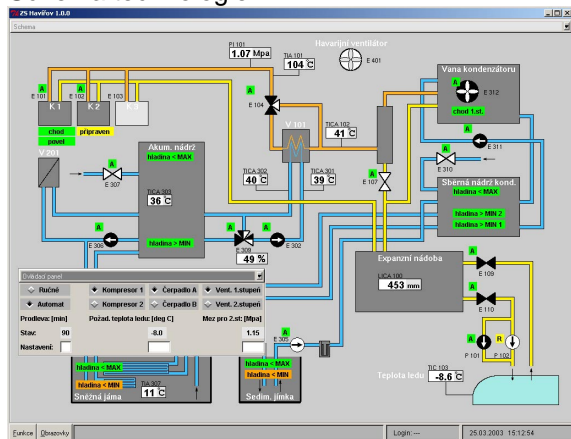 ZS Havířov 1.0.0
Schema
PI 101
1.07 Mpa
TIA 101
104 °C
Havarijní ventilátor
E 401
Vana kondenzátoru
A
E 312
chod 1.st.
A
E 101
A
E 102
E 103
K 1
K 2
chod
povel
připraven
A
E 104
V 101
TICA 102
41 °C
A
E 311
A
E 310
V 201
A
E 307
Akum. nádrž
hladina < MAX
TICA 303
36 °C
hladina > MIN
TICA 302
40 °C
TICA 301
39 °C
A
E 107
Sběrná nádrž kond.
hladina < MAX
hladina > MIN 2
hladina > MIN 1
A
E 306
A
E 309
49 %
A
E 302
Expanzní nádoba
LICA 100
453 mm
A
E 109
A
E 110
Ovládací panel
Ručně
Kompresor 1
Čerpadlo A
Vent. 1.stupeň
Automat
Kompresor 2
Čerpadlo B
Vent. 2.stupeň
Prodleva: [min]
Požad. teplota ledu: [deg C]
Mez pro 2.st: [Mpa]
Stav:
90
-8.0
1.15
Nastavení:
A
E 305
A
P 101
R
P 102
hladina < MAX
hladina < MIN
TIA 307
11 °C
Sněžná jáma
hladina < MAX
hladina < MIN
Sedim. jímka
TIC 103
Teplota ledu
-8.6 °C
Funkce
Obrazovky
Login: ---
25.03.2003 15:12:54